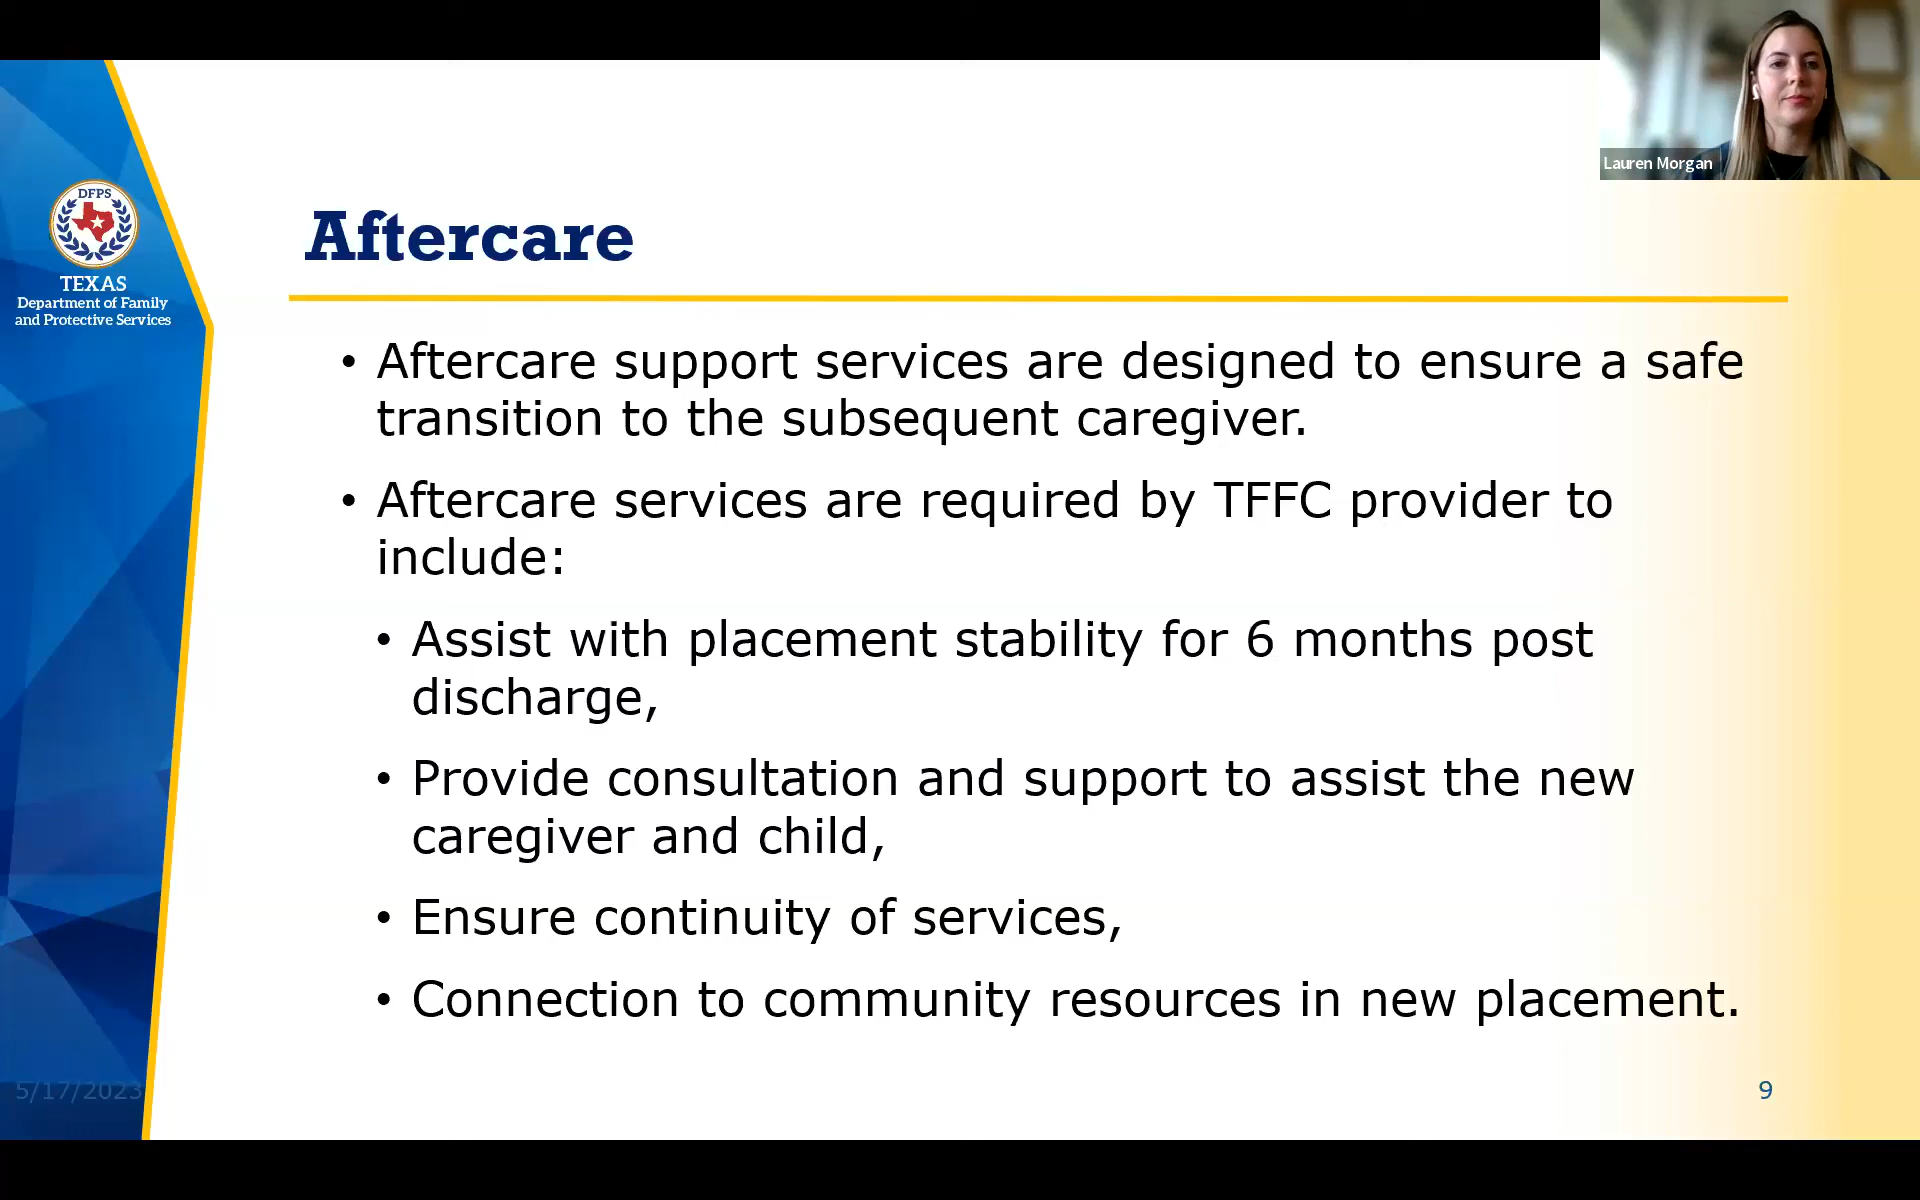 Lauren Morgan
DFPS
TEXAS
Department of Family
and Protective Services
Aftercare
• Aftercare support services are designed to ensure a safe
transition to the subsequent caregiver.
• Aftercare services are required by TFFC provider to
include:
• Assist with placement stability for 6 months post
discharge,
• Provide consultation and support to assist the new
caregiver and child,
• Ensure continuity of services,
• Connection to community resources in new placement.
5/17/2023
9